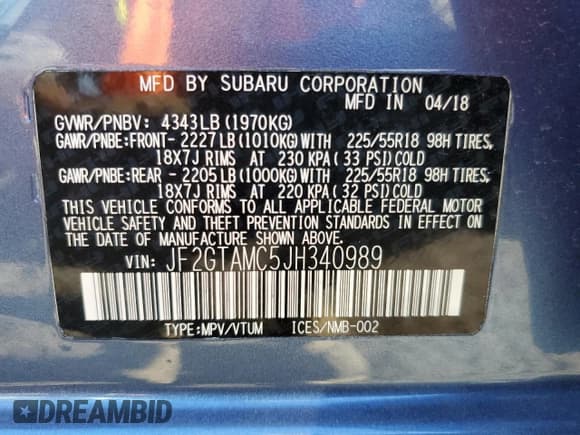 MFD BY SUBARU CORPORATION
MFD IN 04/18
GVWR/PNBV: 4343LB(1970KG)
GAWR/PNBE:FRONT- 2227LB(1010KG)WITH 225/55R18 98H TIRES,
18X7J RIMS AT 230 KPA(33 PSI)COLD
GAWR/PNBE:REAR - 2205LB(1000KG)WITH 225/55R18 98H TIRES,
18X7J RIMS AT 220 KPA(32 PSI)COLD
THIS VEHICLE CONFORMS TO ALL APPLICABLE FEDERAL MOTOR
VEHICLE SAFETY AND THEFT PREVENTION STANDARDS IN EFFECT
ON THE DATE OF MANUFACTURE SHOWN ABOVE.
VIN: JF2GTAMC5JH340989
TYPE:MPV/VTUM ICES/NMB-002
DREAMBID